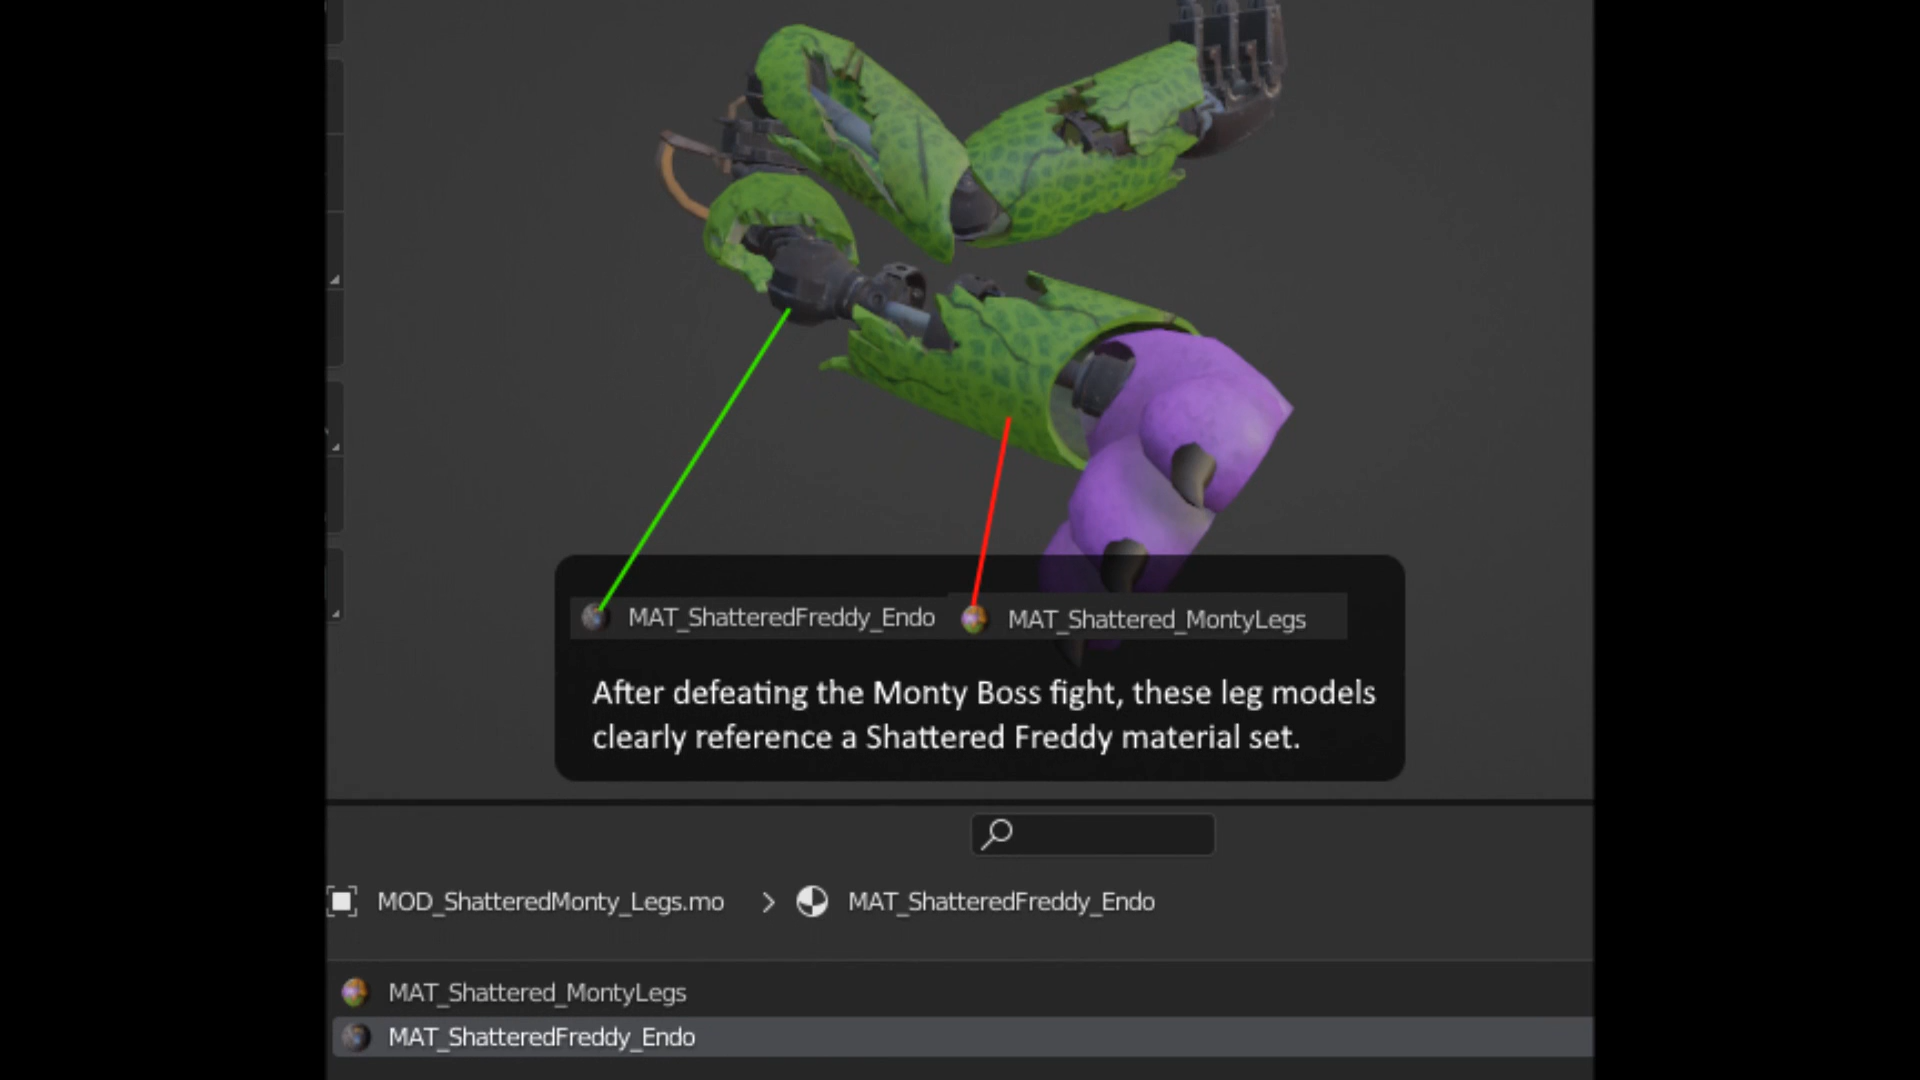 MAT_ShatteredFreddy_Endo
MAT_Shattered_MontyLegs
After defeating the Monty Boss fight, these leg models
clearly reference a Shattered Freddy material set.
MOD_ShatteredMonty_Legs.mo > MAT_ShatteredFreddy_Endo
MAT_Shattered_MontyLegs
MAT_ShatteredFreddy_Endo